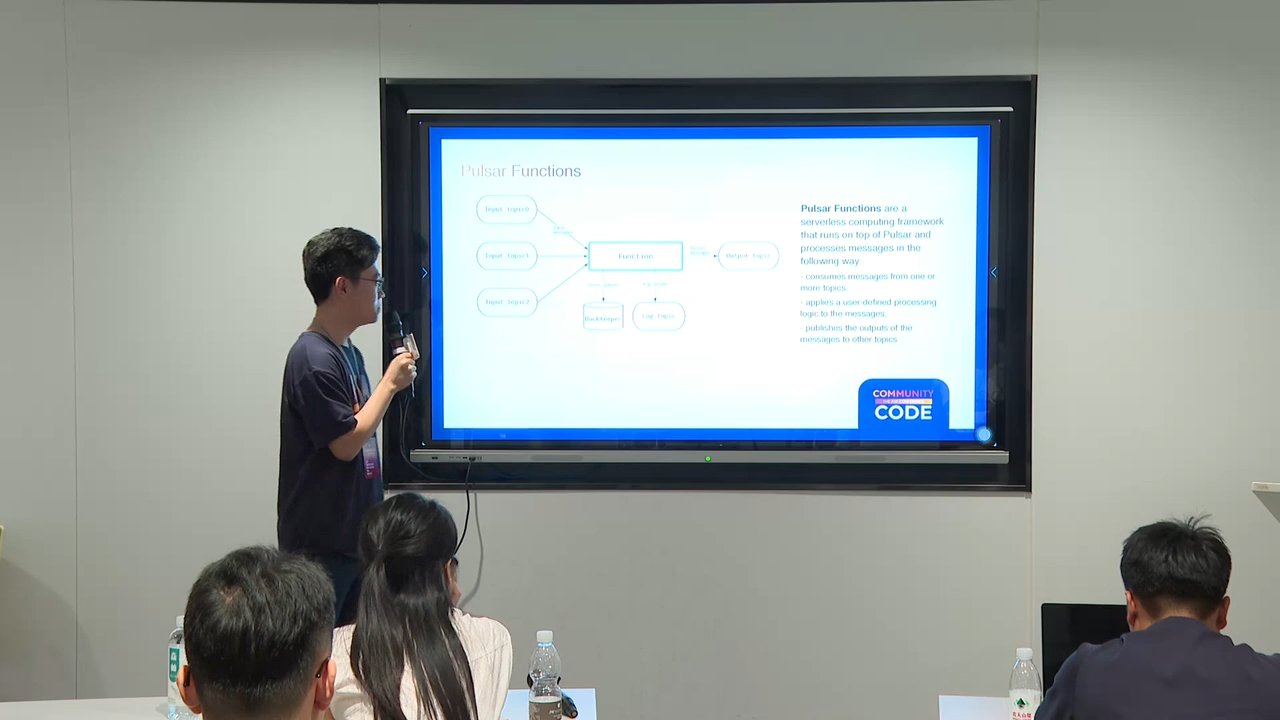 Pulsar Functions
Input Topic0
Input Topic1
Input Topic2
Function
Output Topic
BookKeeper
Log Topic
Pulsar Functions are a
serverless computing framework
that runs on top of Pulsar and
processes messages in the
following way
- consumes messages from one or
more topics.
- applies a user-defined processing
logic to the messages.
- publishes the outputs of the
messages to other topics
COMMUNITY
THE ASF CONFERENCE
CODE